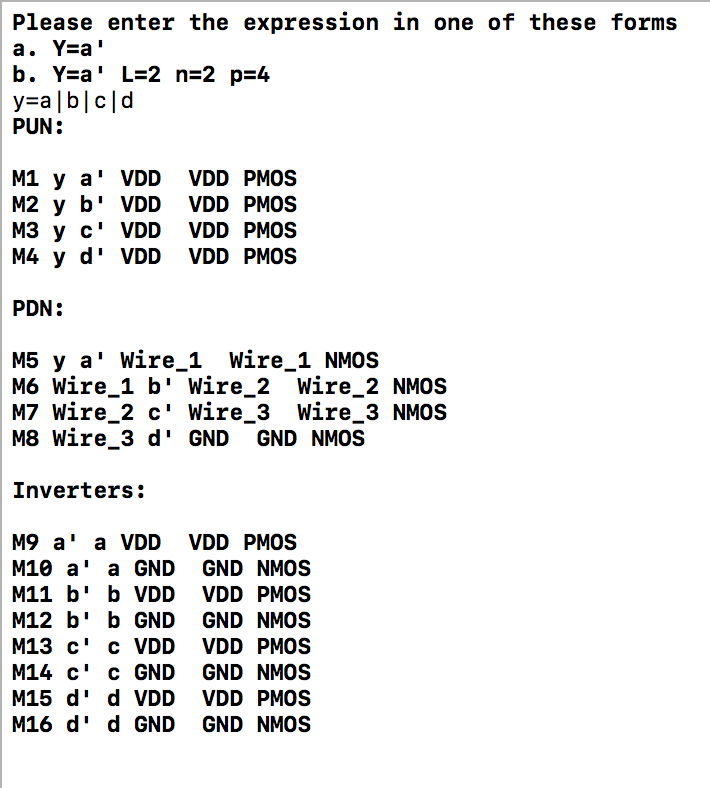 Please enter the expression in one of these forms
a. Y=a'
b. Y=a' L=2 n=2 p=4
y=a|b|c|d
PUN:
M1 y a' VDD  VDD PMOS
M2 y b' VDD  VDD PMOS
M3 y c' VDD  VDD PMOS
M4 y d' VDD  VDD PMOS
PDN:
M5 y a' Wire_1  Wire_1 NMOS
M6 Wire_1 b' Wire_2  Wire_2 NMOS
M7 Wire_2 c' Wire_3  Wire_3 NMOS
M8 Wire_3 d' GND  GND NMOS
Inverters:
M9 a' a VDD  VDD PMOS
M10 a' a GND  GND NMOS
M11 b' b VDD  VDD PMOS
M12 b' b GND  GND NMOS
M13 c' c VDD  VDD PMOS
M14 c' c GND  GND NMOS
M15 d' d VDD  VDD PMOS
M16 d' d GND  GND NMOS